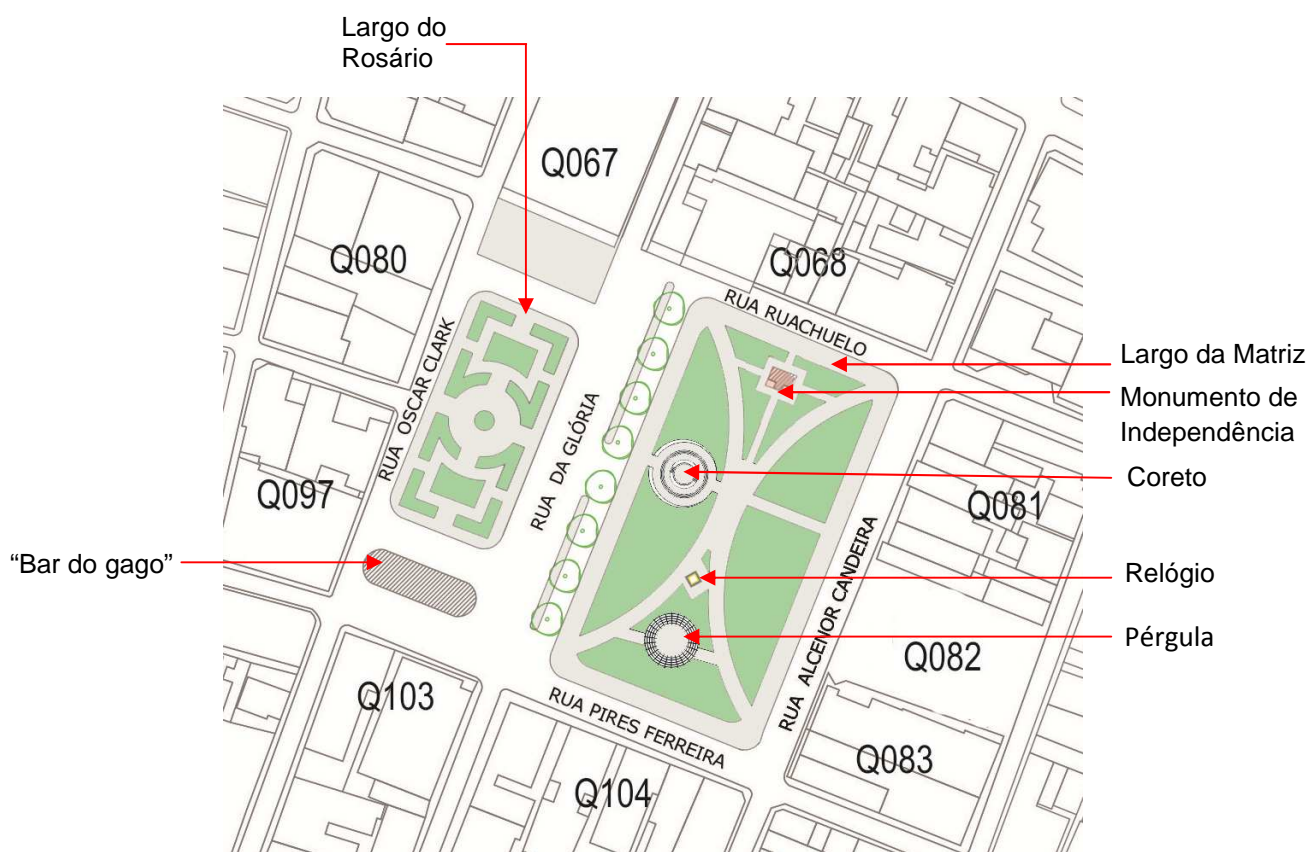 Largo do
Rosário
Q067
Q080
Q068
RUA RUACHUELO
RUA OSCAR CLARK
Largo da Matriz
Monumento de
Independência
RUA DA GLÓRIA
Coreto
Q097
Q081
“Bar do gago”
Relógio
RUA ALCENOR CANDEIRA
Pérgula
Q082
Q103
RUA PIRES FERREIRA
Q083
Q104